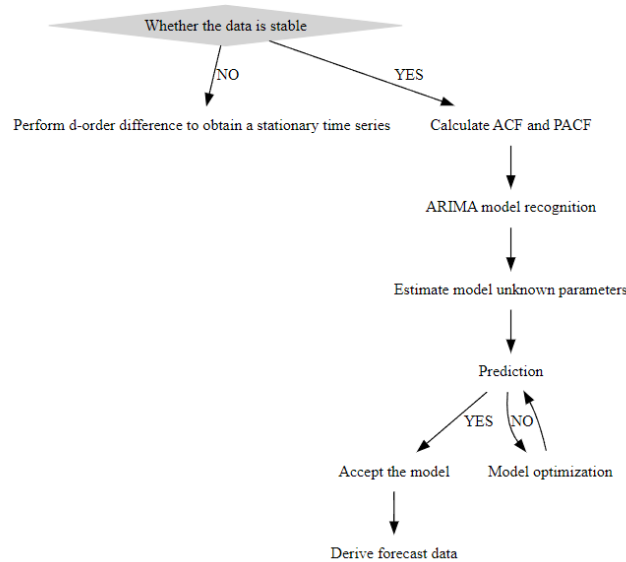 Whether the data is stable
NO
YES
Perform d-order difference to obtain a stationary time series
Calculate ACF and PACF
ARIMA model recognition
Estimate model unknown parameters
Prediction
YES
NO
Accept the model
Model optimization
Derive forecast data